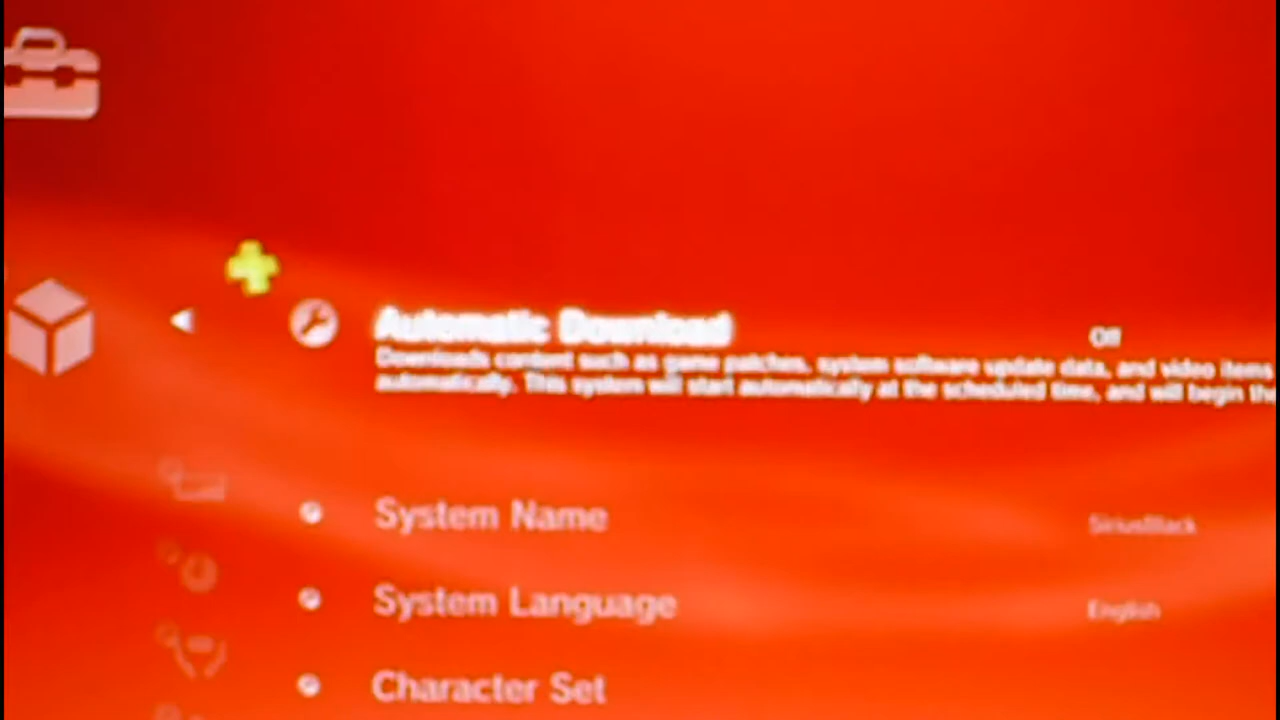 Automatic Download
Off
Downloads content such as game patches, system software update data, and video items
automatically. This system will start automatically at the scheduled time, and will begin the
System Name
SiriusBlack
System Language
English
Character Set